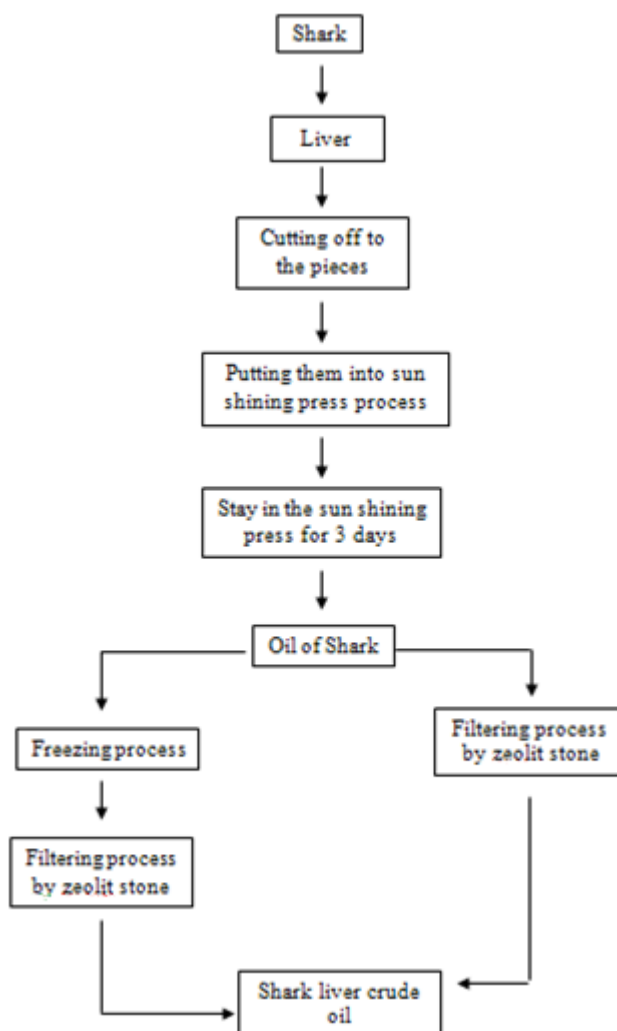 Shark
Liver
Cutting off to
the pieces
Putting them into sun
shining press process
Stay in the sun shining
press for 3 days
Oil of Shark
Freezing process
Filtering process
by zeolit stone
Filtering process
by zeolit stone
Shark liver crude
oil